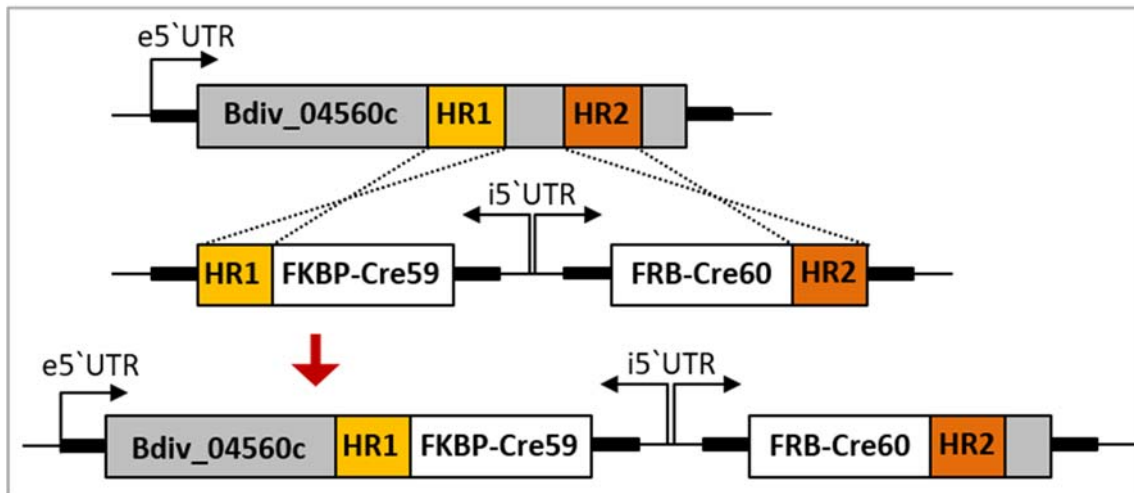 e5`UTR
Bdiv_04560c HR1 HR2
i5`UTR
HR1 FKBP-Cre59 FRB-Cre60 HR2
e5`UTR i5`UTR
Bdiv_04560c HR1 FKBP-Cre59 FRB-Cre60 HR2